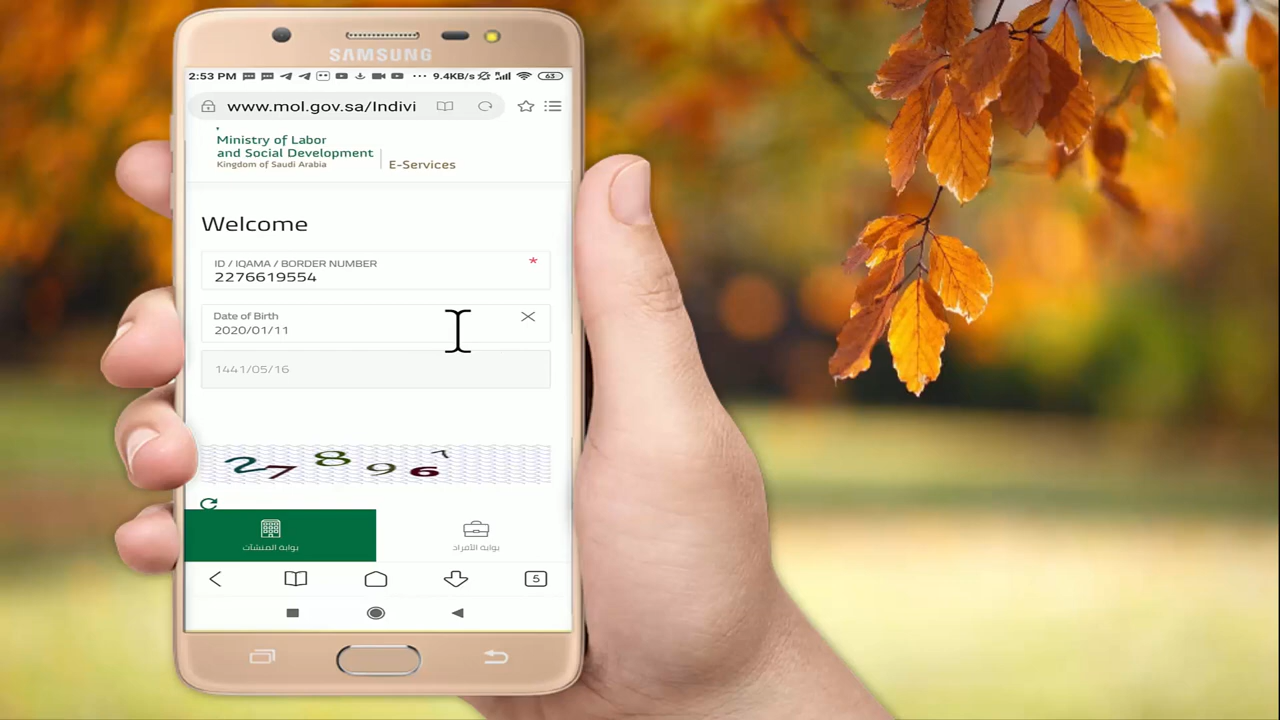 SAMSUNG
2:53 PM ... 9.4KB/s 63
www.mol.gov.sa/Indivi
Ministry of Labor
and Social Development
Kingdom of Saudi Arabia
E-Services
Welcome
ID / IQAMA / BORDER NUMBER *
2276619554
Date of Birth
2020/01/11
1441/05/16
278967
بوابة المنشآت
بوابة الأفراد
5